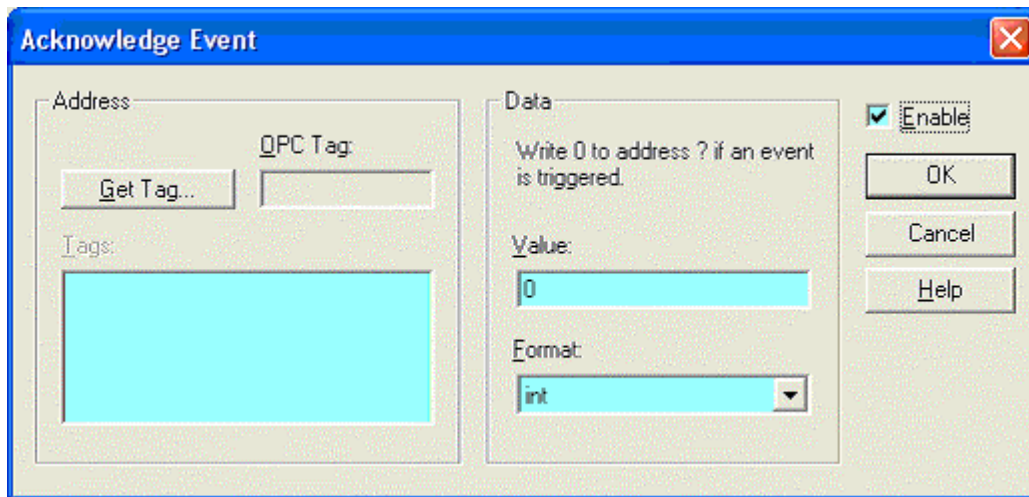 Acknowledge Event
Address
OPC Tag:
Get Tag...
Tags:
Data
Write 0 to address ? if an event
is triggered.
Value:
0
Format:
int
Enable
OK
Cancel
Help